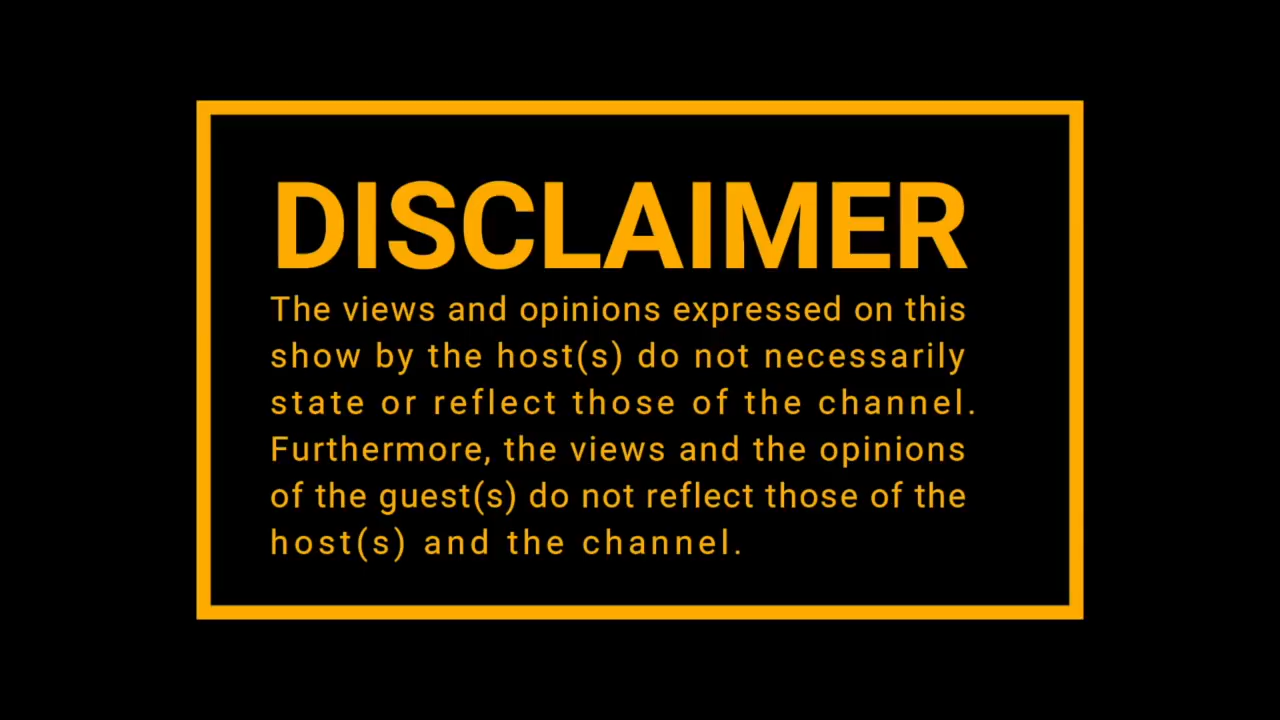 DISCLAIMER
The views and opinions expressed on this
show by the host(s) do not necessarily
state or reflect those of the channel.
Furthermore, the views and the opinions
of the guest(s) do not reflect those of the
host(s) and the channel.